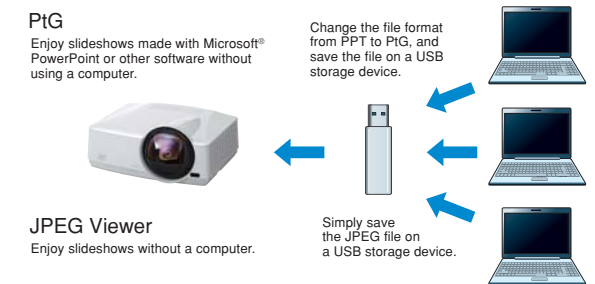 PtG
Enjoy slideshows made with Microsoft®
PowerPoint or other software without
using a computer.
Change the file format
from PPT to PtG, and
save the file on a USB
storage device.
JPEG Viewer
Enjoy slideshows without a computer.
Simply save
the JPEG file on
a USB storage device.